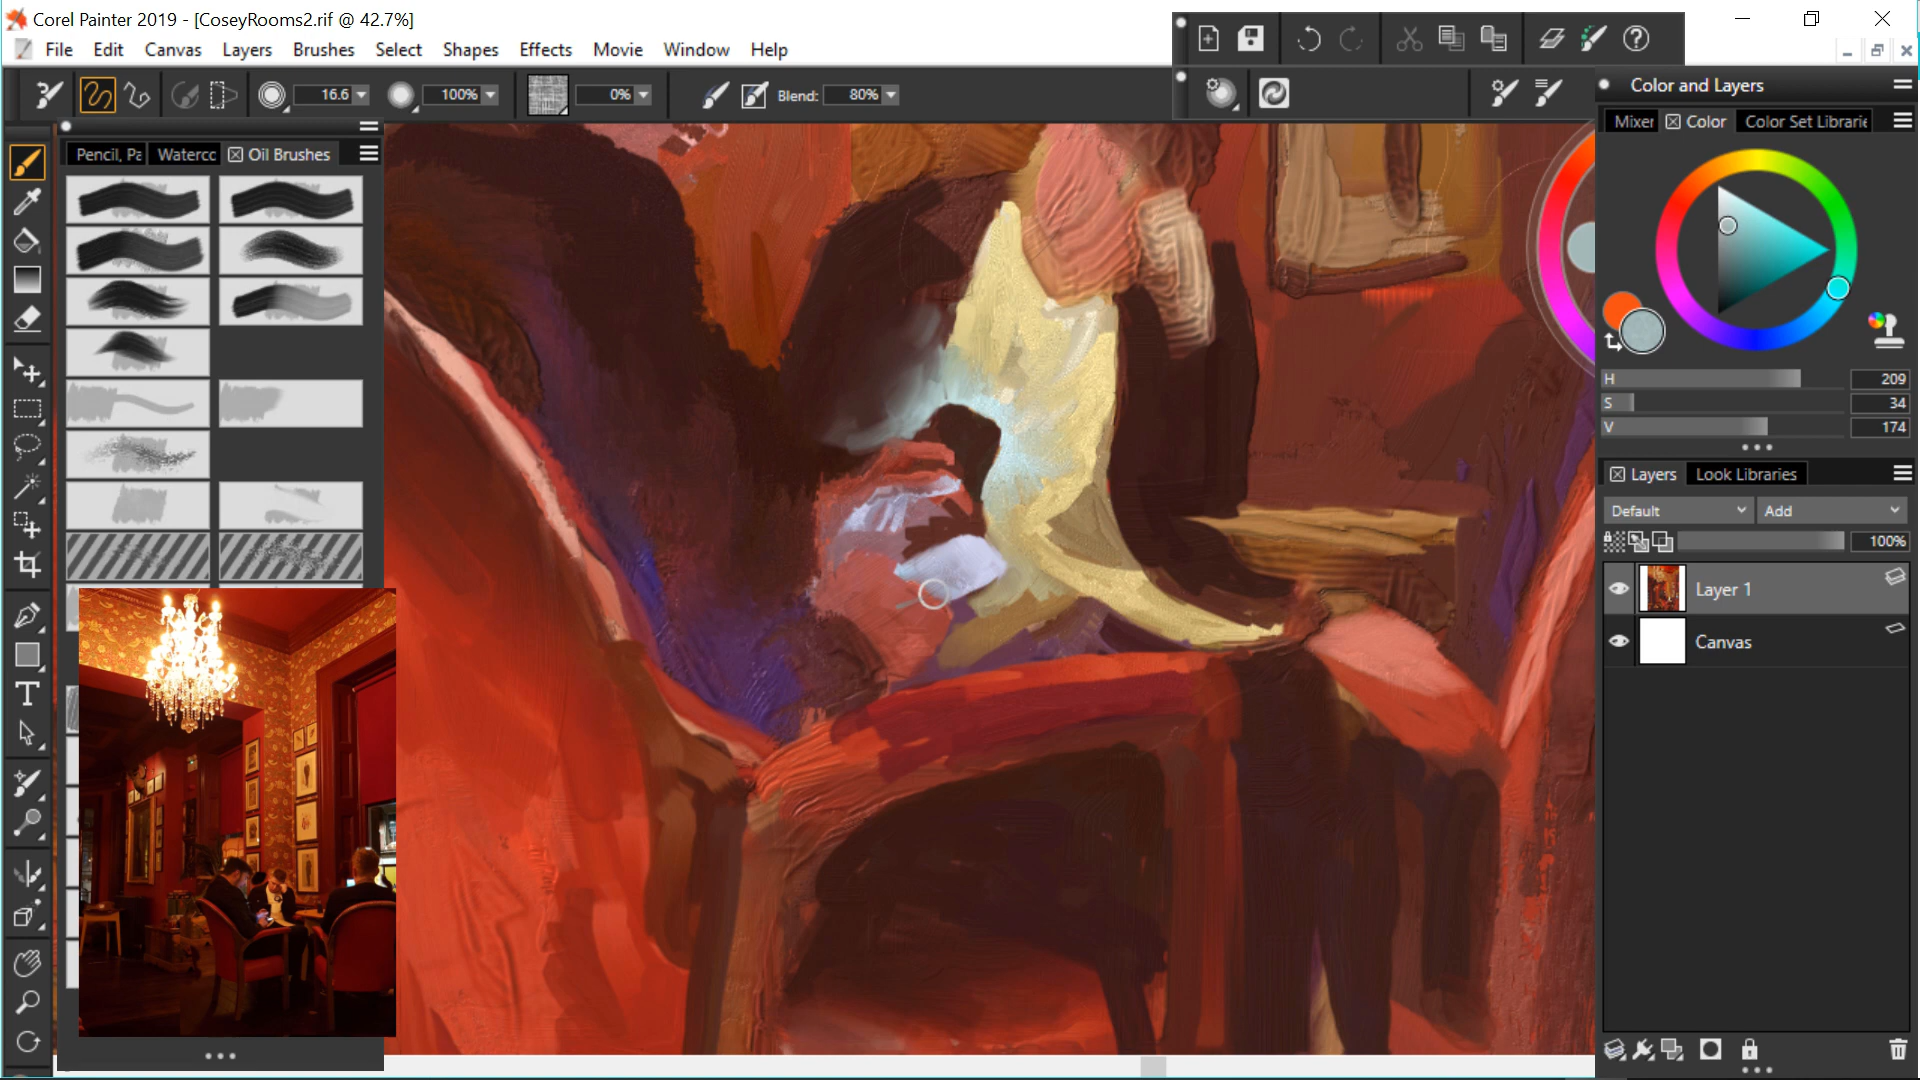 Corel Painter 2019 - [CoseyRooms2.rif @ 42.7%]
File Edit Canvas Layers Brushes Select Shapes Effects Movie Window Help
16.6 100% 0% Blend: 80%
Color and Layers
Mixer Color Color Set Librarie
Pencil, Pa Watercc Oil Brushes
H 209
S 34
V 174
Layers Look Libraries
Default Add
100%
Layer 1
Canvas
T